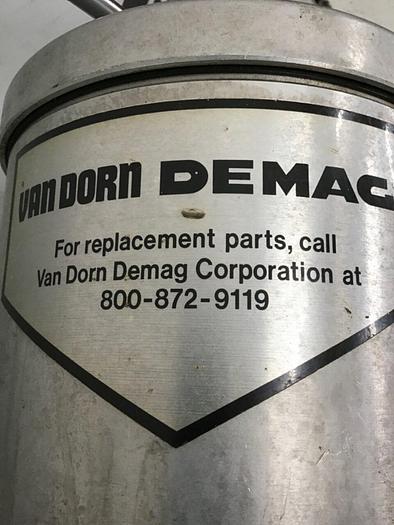 VAN DORN DEMAG
For replacement parts, call
Van Dorn Demag Corporation at
800-872-9119